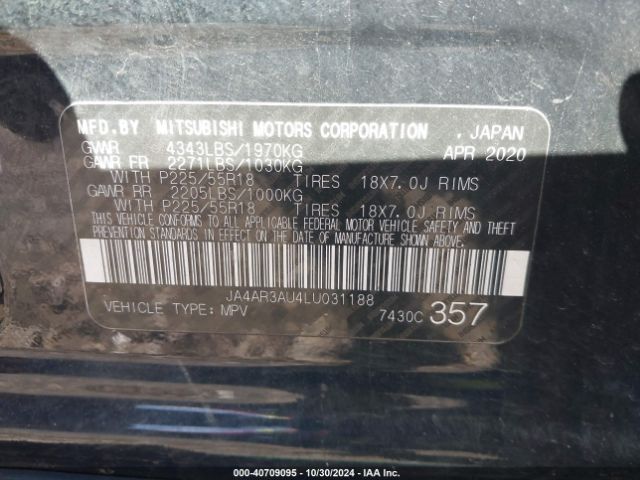 MFD.BY MITSUBISHI MOTORS CORPORATION . JAPAN
GVWR 4343LBS/1970KG APR 2020
GAWR FR 2271LBS/1030KG
WITH P225/55R18 TIRES 18X7.0J RIMS
GAWR RR 2205LBS/1000KG
WITH P225/55R18 TIRES 18X7.0J RIMS
THIS VEHICLE CONFORMS TO ALL APPLICABLE FEDERAL MOTOR VEHICLE SAFETY AND THEFT
PREVENTION STANDARDS IN EFFECT ON THE DATE OF MANUFACTURE SHOWN ABOVE.
JA4AR3AU4LU031188
VEHICLE TYPE: MPV 7430C 357
000-40709095 - 10/30/2024 - IAA Inc.